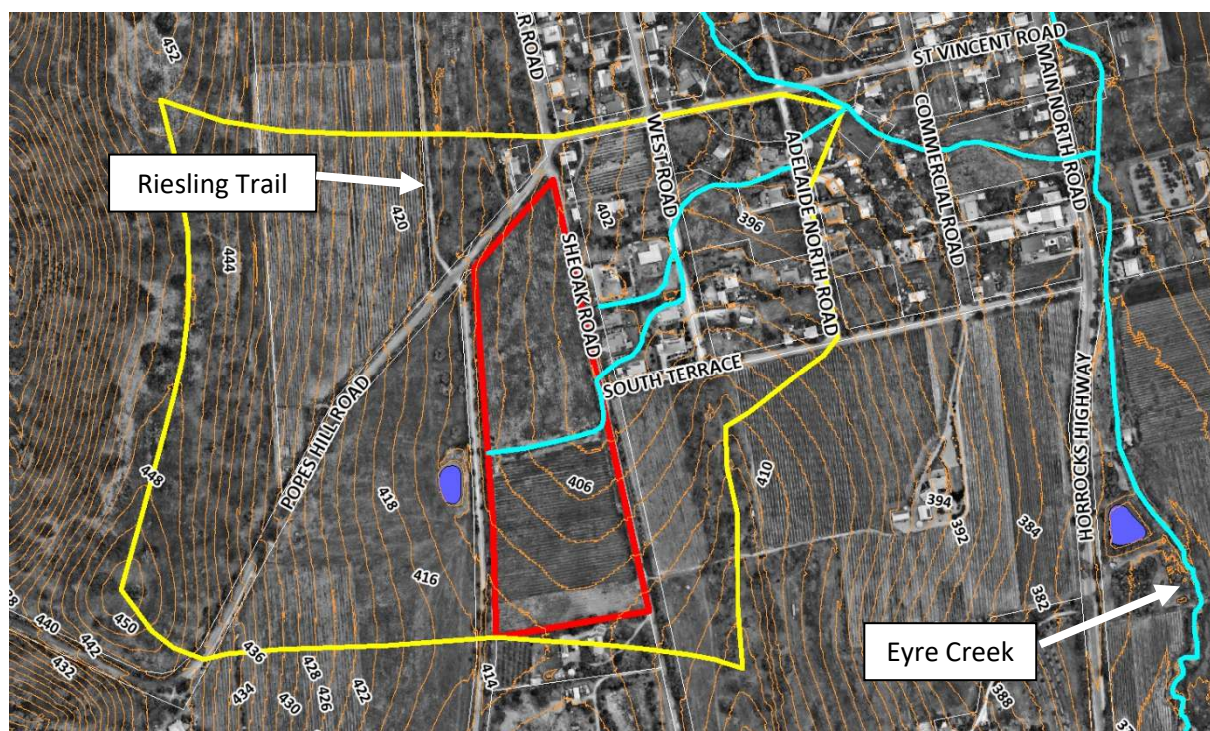 452
ER ROAD
ST VINCENT ROAD
MAIN NORTH ROAD
Riesling Trail
WEST ROAD
ADELAIDE NORTH ROAD
COMMERCIAL ROAD
420
402
396
444
SHEOAK ROAD
POPES HILL ROAD
SOUTH TERRACE
HORROCKS HIGHWAY
448
418
406
410
394
392
384
416
382
450
440
442
432
436
434
430
428
426
422
414
388
Eyre Creek